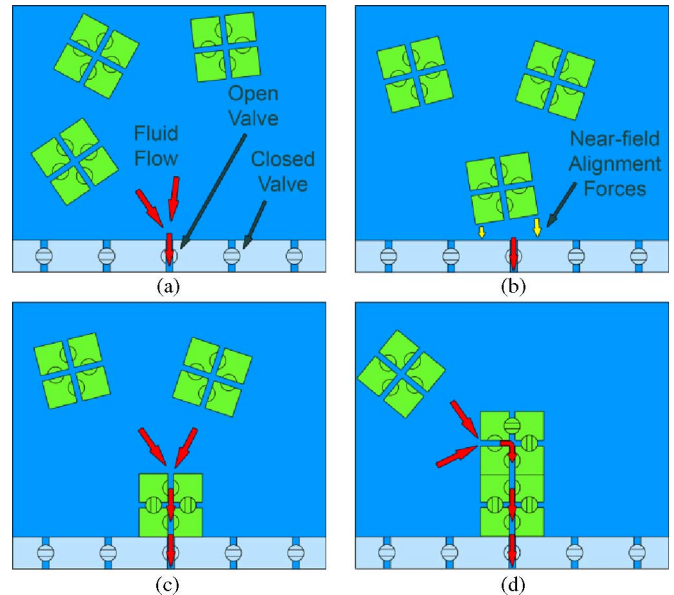 Open
Valve
Fluid
Flow
Closed
Valve
(a)
Near-field
Alignment
Forces
(b)
(c)
(d)